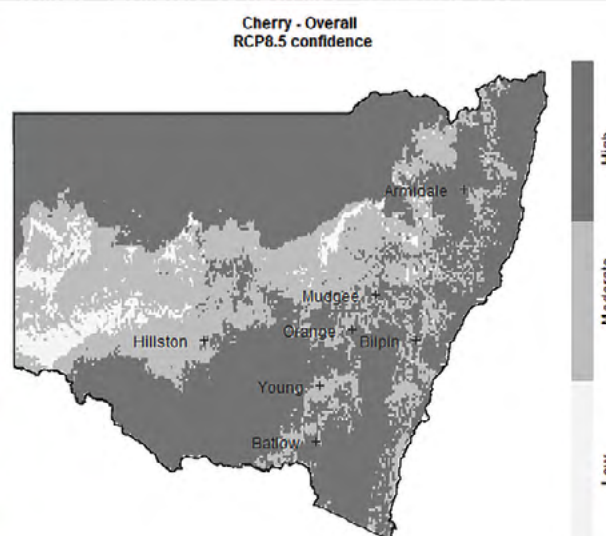 Cherry - Overall
RCP8.5 confidence
High
Armidale
Moderate
Mudgee
Orange
Bilpin
Hillston
Young
Batlow
Low